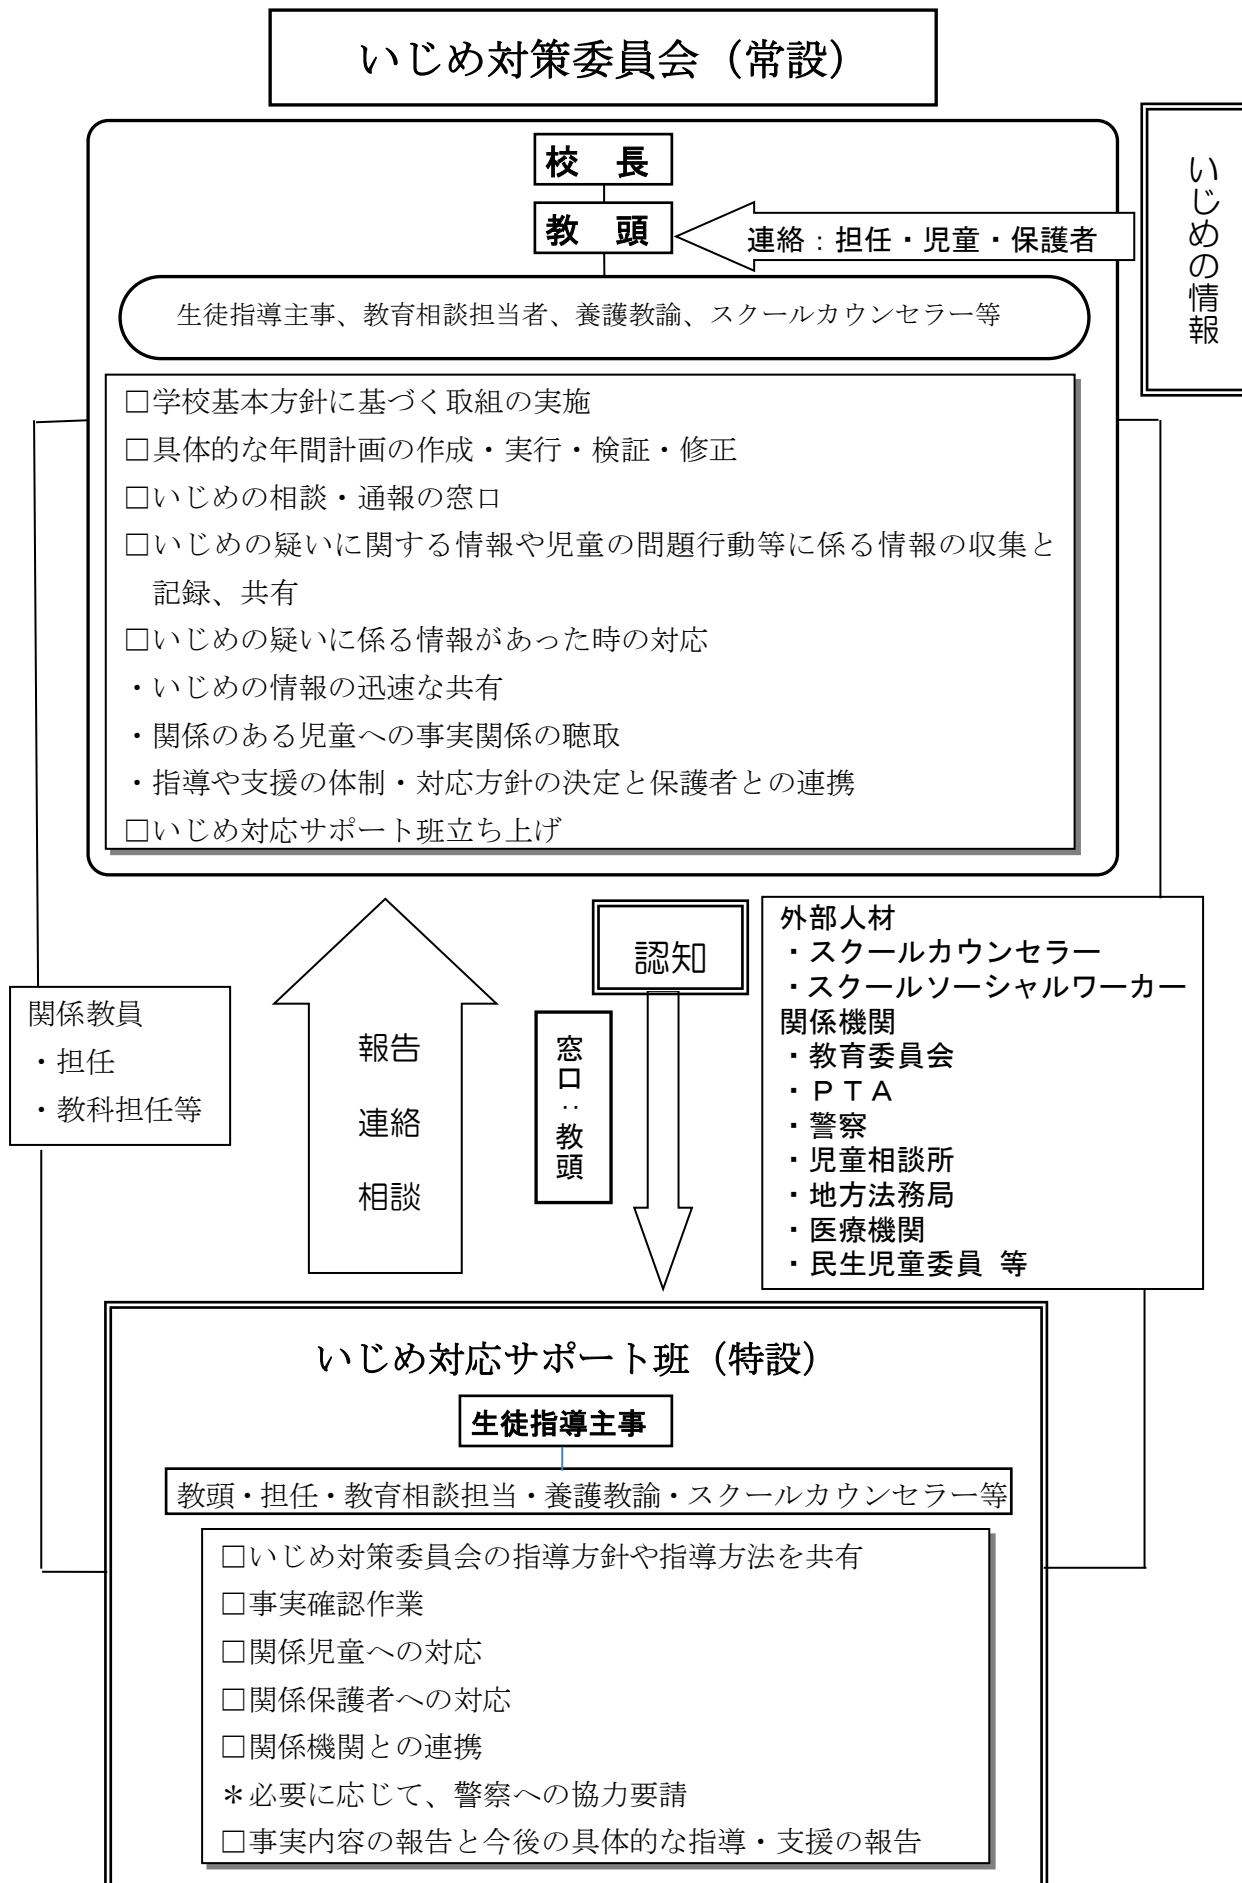 いじめ対策委員会（常設）
校　長
教　頭
連絡：担任・児童・保護者
いじめの情報
生徒指導主事、教育相談担当者、養護教諭、スクールカウンセラー等
□学校基本方針に基づく取組の実施
□具体的な年間計画の作成・実行・検証・修正
□いじめの相談・通報の窓口
□いじめの疑いに関する情報や児童の問題行動等に係る情報の収集と
記録、共有
□いじめの疑いに係る情報があった時の対応
・いじめの情報の迅速な共有
・関係のある児童への事実関係の聴取
・指導や支援の体制・対応方針の決定と保護者との連携
□いじめ対応サポート班立ち上げ
関係教員
・担任
・教科担任等
報告
連絡
相談
認知
窓口：教頭
外部人材
・スクールカウンセラー
・スクールソーシャルワーカー
関係機関
・教育委員会
・ＰＴＡ
・警察
・児童相談所
・地方法務局
・医療機関
・民生児童委員　等
いじめ対応サポート班（特設）
生徒指導主事
教頭・担任・教育相談担当・養護教諭・スクールカウンセラー等
□いじめ対策委員会の指導方針や指導方法を共有
□事実確認作業
□関係児童への対応
□関係保護者への対応
□関係機関との連携
＊必要に応じて、警察への協力要請
□事実内容の報告と今後の具体的な指導・支援の報告